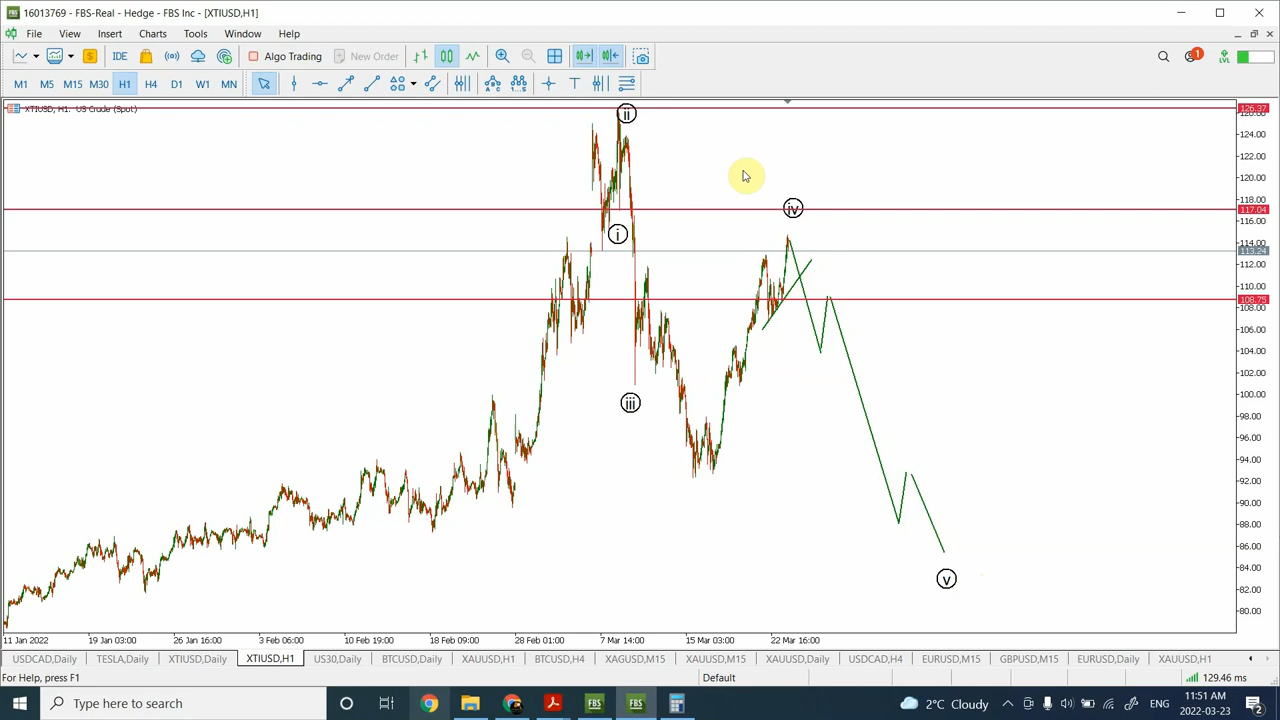 16013769 - FBS-Real - Hedge - FBS Inc - [XTIUSD,H1]
File View Insert Charts Tools Window Help
IDE Algo Trading New Order 1 LVL
M1 M5 M15 M30 H1 H4 D1 W1 MN T
XTIUSD, H1: US Crude (Spot)
126.37
ii
124.00
122.00
120.00
118.00
iv
117.04
116.00
i
114.00
113.24
112.00
110.00
108.75
108.00
106.00
104.00
102.00
100.00
iii
98.00
96.00
94.00
92.00
90.00
88.00
86.00
84.00
v
82.00
80.00
11 Jan 2022 19 Jan 03:00 26 Jan 16:00 3 Feb 06:00 10 Feb 19:00 18 Feb 09:00 28 Feb 01:00 7 Mar 14:00 15 Mar 03:00 22 Mar 16:00
USDCAD,Daily TESLA,Daily XTIUSD,Daily XTIUSD,H1 US30,Daily BTCUSD,Daily XAUUSD,H1 BTCUSD,H4 XAGUSD,M15 XAUUSD,M15 XAUUSD,Daily USDCAD,H4 EURUSD,M15 GBPUSD,M15 EURUSD,Daily XAUUSD,H1
For Help, press F1 Default 129.46 ms
Type here to search FBS FBS 2°C Cloudy ENG 11:51 AM
2022-03-23 2